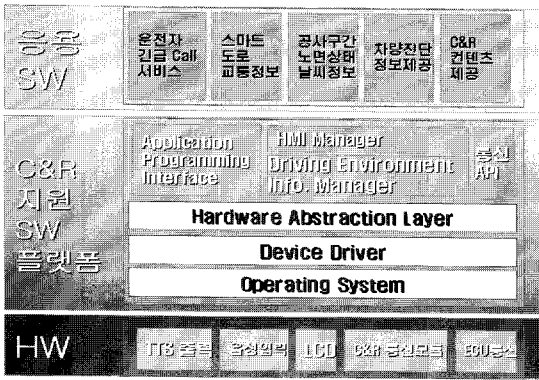 응용
SW
운전자
긴급 Call
서비스
스마트
도로
교통정보
공사구간
노면상태
날씨정보
차량진단
정보제공
C&R
컨텐츠
제공
C&R
지원
SW
플랫폼
Application
Programming
Interface
HMI Manager
Driving Environment
Info. Manager
통신
API
Hardware Abstraction Layer
Device Driver
Operating System
HW
TTS 출력
음성입력
LCD
C&R 통신모듈
ECU통신